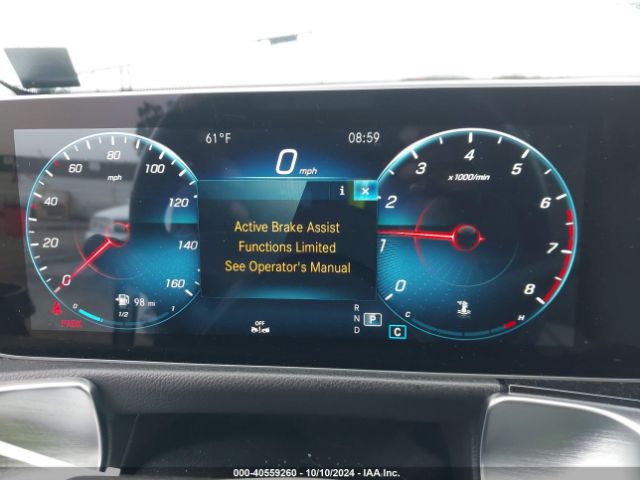 61°F
08:59
0 mph
i ×
Active Brake Assist
Functions Limited
See Operator's Manual
0 20 40 60 80 100 120 140 160
mph
98 mi
0 1/2 1
PARK
OFF
R
N P
D C
0 1 2 3 4 5 6 7 8
x1000/min
C H
000-40559260 - 10/10/2024 - IAA Inc.